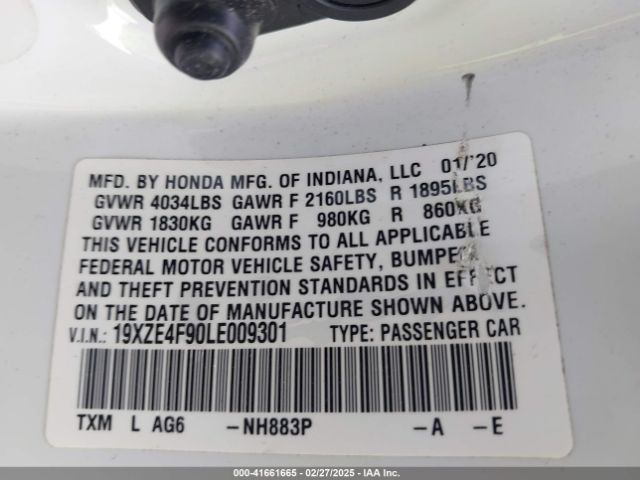 MFD. BY HONDA MFG. OF INDIANA, LLC 01/'20
GVWR 4034LBS GAWR F 2160LBS R 1895LBS
GVWR 1830KG GAWR F 980KG R 860KG
THIS VEHICLE CONFORMS TO ALL APPLICABLE
FEDERAL MOTOR VEHICLE SAFETY, BUMPER,
AND THEFT PREVENTION STANDARDS IN EFFECT
ON THE DATE OF MANUFACTURE SHOWN ABOVE.
V.I.N.: 19XZE4F90LE009301 TYPE: PASSENGER CAR
TXM L AG6 -NH883P -A -E
000-41661665 | 02/27/2025 - IAA Inc.